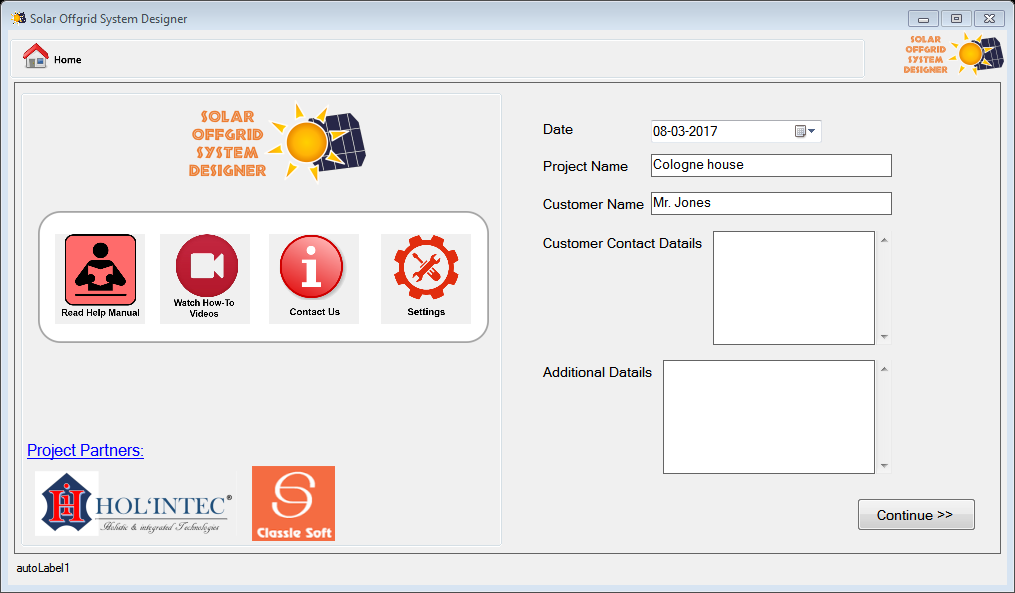 Solar Offgrid System Designer
Home
SOLAR
OFFGRID
SYSTEM
DESIGNER
SOLAR
OFFGRID
SYSTEM
DESIGNER
Read Help Manual
Watch How-To
Videos
Contact Us
Settings
Project Partners:
HOL'INTEC®
Holistic & integrated Technologies
Classle Soft
Date
08-03-2017
Project Name
Cologne house
Customer Name
Mr. Jones
Customer Contact Datails
Additional Datails
Continue >>
autoLabel1